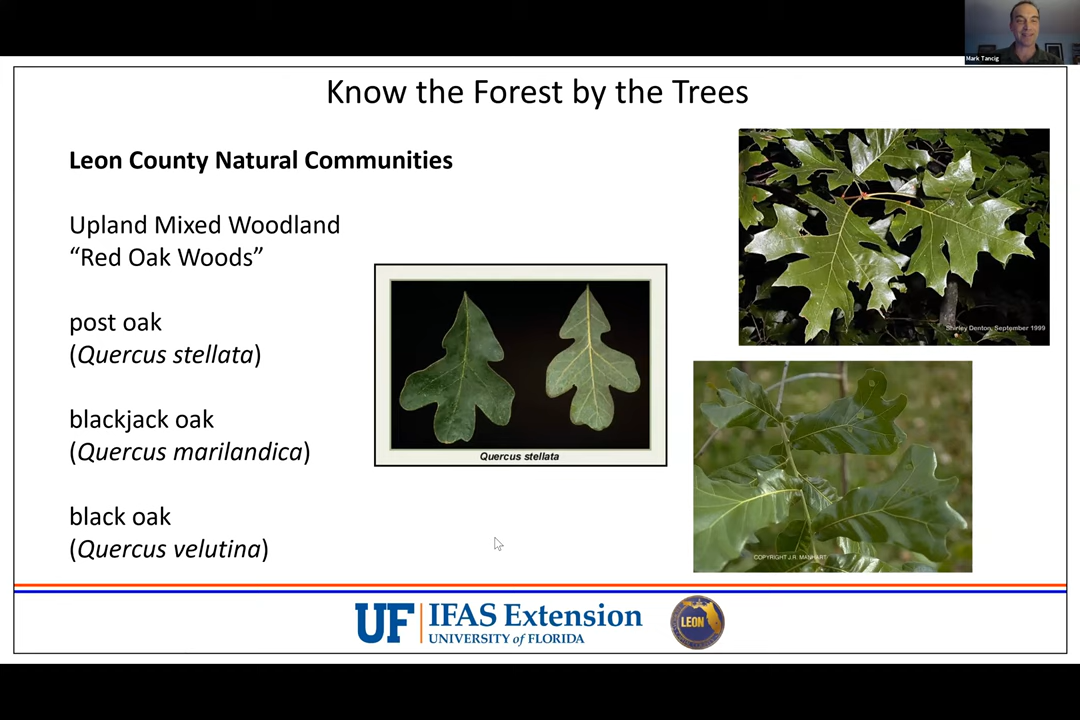 Mark Tancig
Know the Forest by the Trees
Leon County Natural Communities
Upland Mixed Woodland
“Red Oak Woods”
post oak
(Quercus stellata)
blackjack oak
(Quercus marilandica)
black oak
(Quercus velutina)
Quercus stellata
Shirley Denton, September 1999
COPYRIGHT J.R. MANHART
UF IFAS Extension
UNIVERSITY of FLORIDA
LEON